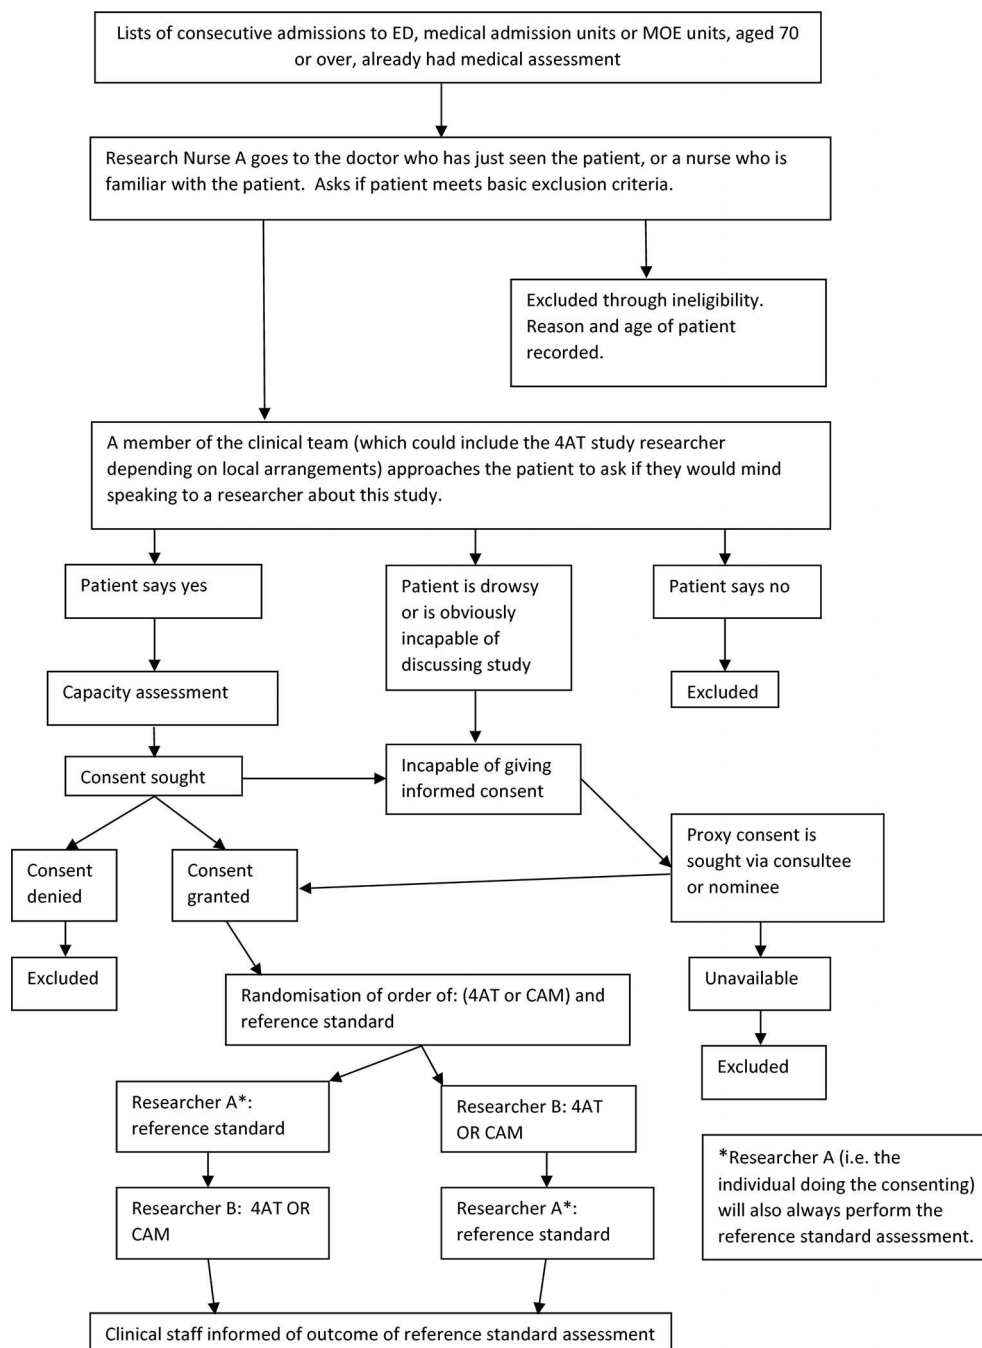 Lists of consecutive admissions to ED, medical admission units or MOE units, aged 70
or over, already had medical assessment
Research Nurse A goes to the doctor who has just seen the patient, or a nurse who is
familiar with the patient.  Asks if patient meets basic exclusion criteria.
Excluded through ineligibility.
Reason and age of patient
recorded.
A member of the clinical team (which could include the 4AT study researcher
depending on local arrangements) approaches the patient to ask if they would mind
speaking to a researcher about this study.
Patient says yes
Patient is drowsy
or is obviously
incapable of
discussing study
Patient says no
Capacity assessment
Excluded
Consent sought
Incapable of giving
informed consent
Proxy consent is
sought via consultee
or nominee
Consent
denied
Consent
granted
Excluded
Unavailable
Randomisation of order of: (4AT or CAM) and
reference standard
Excluded
Researcher A*:
reference standard
Researcher B: 4AT
OR CAM
Researcher B:  4AT OR
CAM
Researcher A*:
reference standard
*Researcher A (i.e. the
individual doing the consenting)
will also always perform the
reference standard assessment.
Clinical staff informed of outcome of reference standard assessment